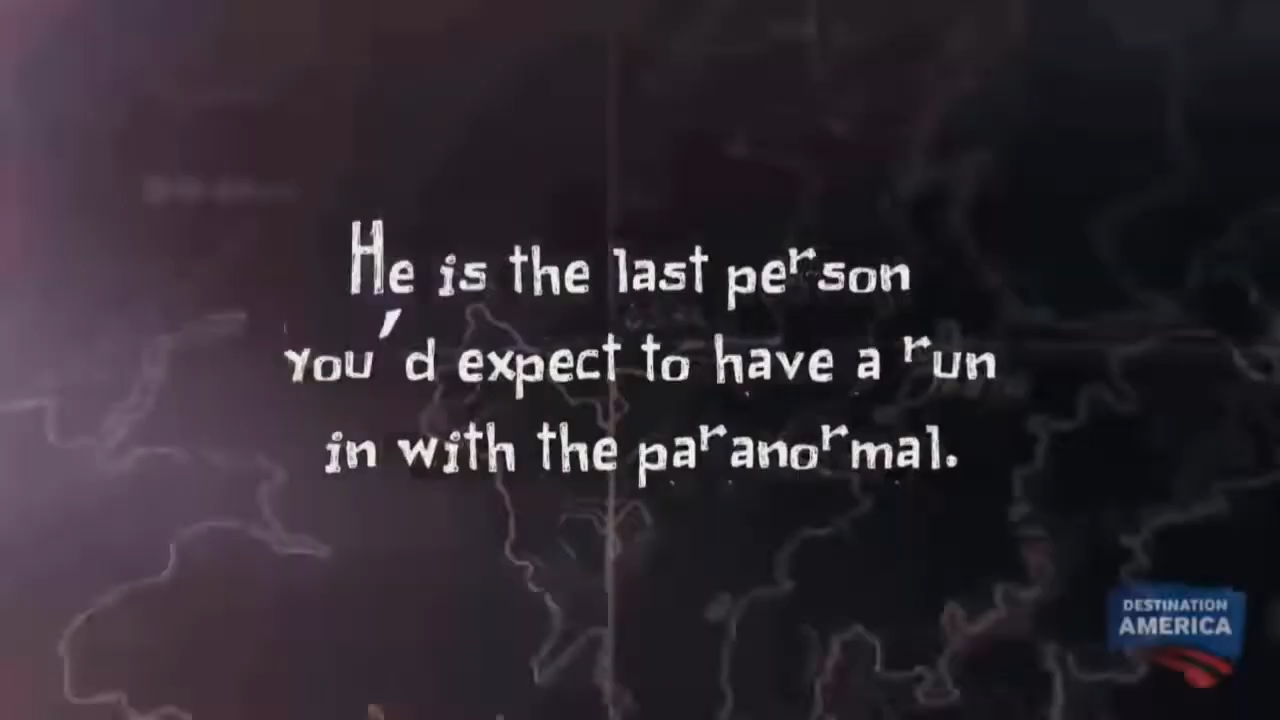 He is the last person
you'd expect to have a run
in with the paranormal.
DESTINATION
AMERICA